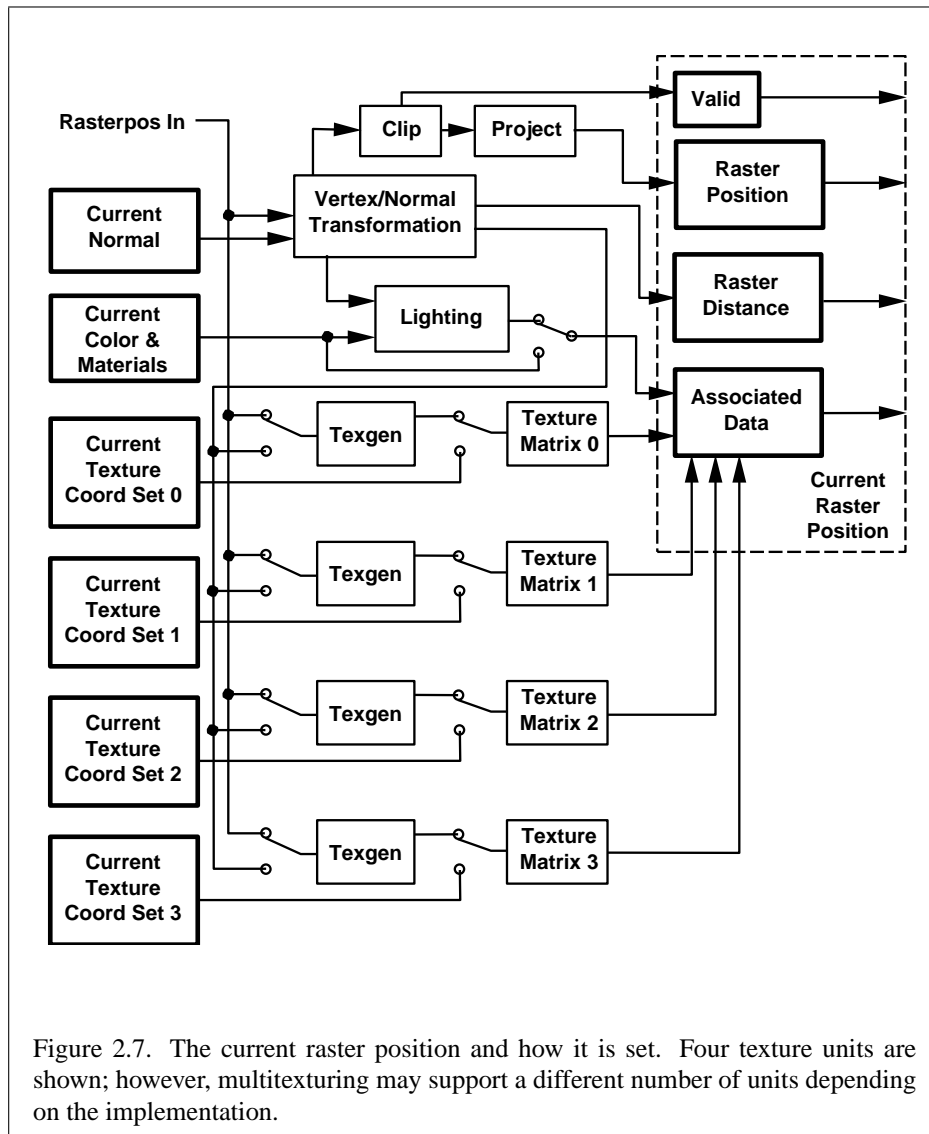 Rasterpos In
Clip
Project
Valid
Raster
Position
Vertex/Normal
Transformation
Current
Normal
Raster
Distance
Current
Color &
Materials
Lighting
Associated
Data
Current
Raster
Position
Current
Texture
Coord Set 0
Texgen
Texture
Matrix 0
Current
Texture
Coord Set 1
Texgen
Texture
Matrix 1
Current
Texture
Coord Set 2
Texgen
Texture
Matrix 2
Current
Texture
Coord Set 3
Texgen
Texture
Matrix 3
Figure 2.7. The current raster position and how it is set. Four texture units are
shown; however, multitexturing may support a different number of units depending
on the implementation.